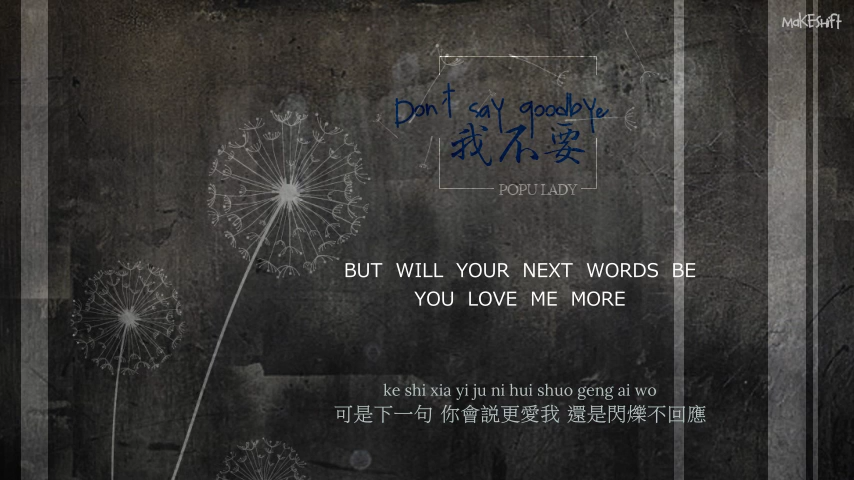 MaKEShift
Don't say goodbye
我不要
POPU LADY
BUT WILL YOUR NEXT WORDS BE
YOU LOVE ME MORE
ke shi xia yi ju ni hui shuo geng ai wo
可是下一句 你會説更愛我 還是閃爍不回應